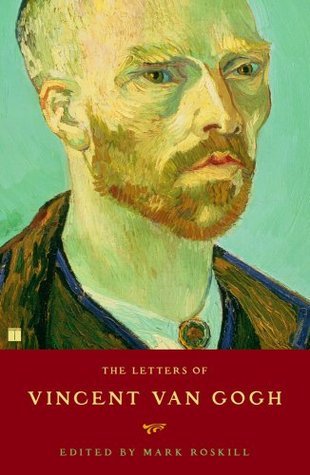 THE LETTERS OF
VINCENT VAN GOGH
EDITED BY MARK ROSKILL